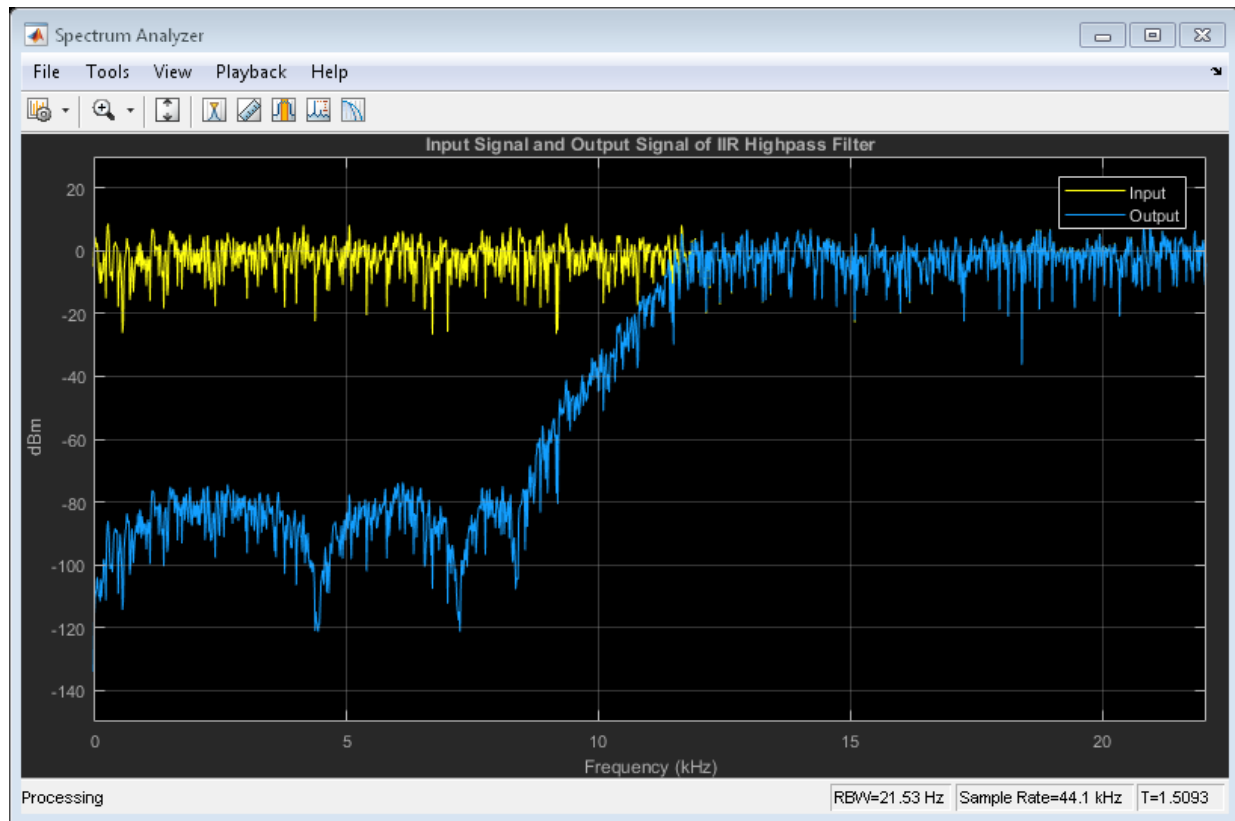 Spectrum Analyzer
File Tools View Playback Help
Input Signal and Output Signal of IIR Highpass Filter
Input
Output
20
0
-20
-40
-60
-80
-100
-120
-140
dBm
0 5 10 15 20
Frequency (kHz)
Processing
RBW=21.53 Hz Sample Rate=44.1 kHz T=1.5093